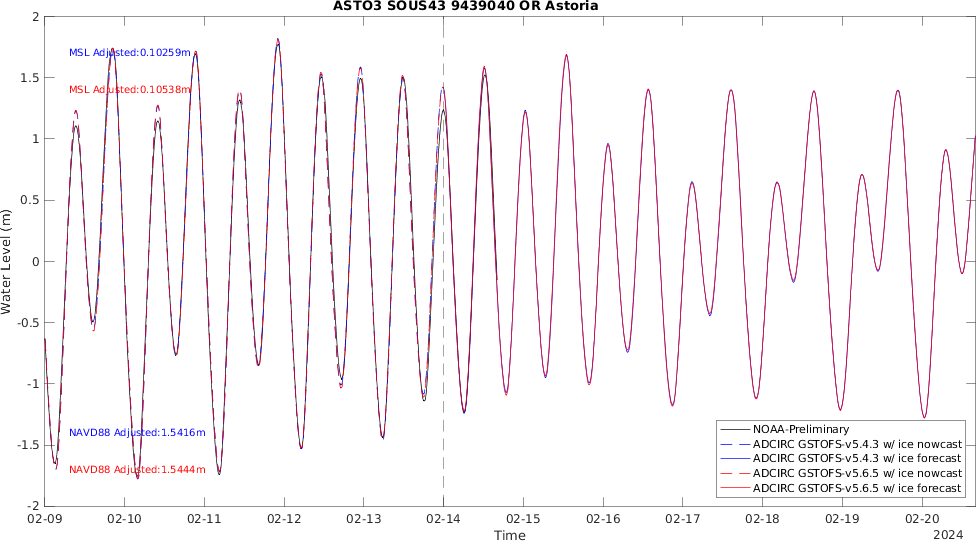 ASTO3 SOUS43 9439040 OR Astoria
2
1.5
1
0.5
0
-0.5
-1
-1.5
-2
Water Level (m)
MSL Adjusted:0.10259m
MSL Adjusted:0.10538m
NAVD88 Adjusted:1.5416m
NAVD88 Adjusted:1.5444m
NOAA-Preliminary
ADCIRC GSTOFS-v5.4.3 w/ ice nowcast
ADCIRC GSTOFS-v5.4.3 w/ ice forecast
ADCIRC GSTOFS-v5.6.5 w/ ice nowcast
ADCIRC GSTOFS-v5.6.5 w/ ice forecast
02-09 02-10 02-11 02-12 02-13 02-14 02-15 02-16 02-17 02-18 02-19 02-20
2024
Time